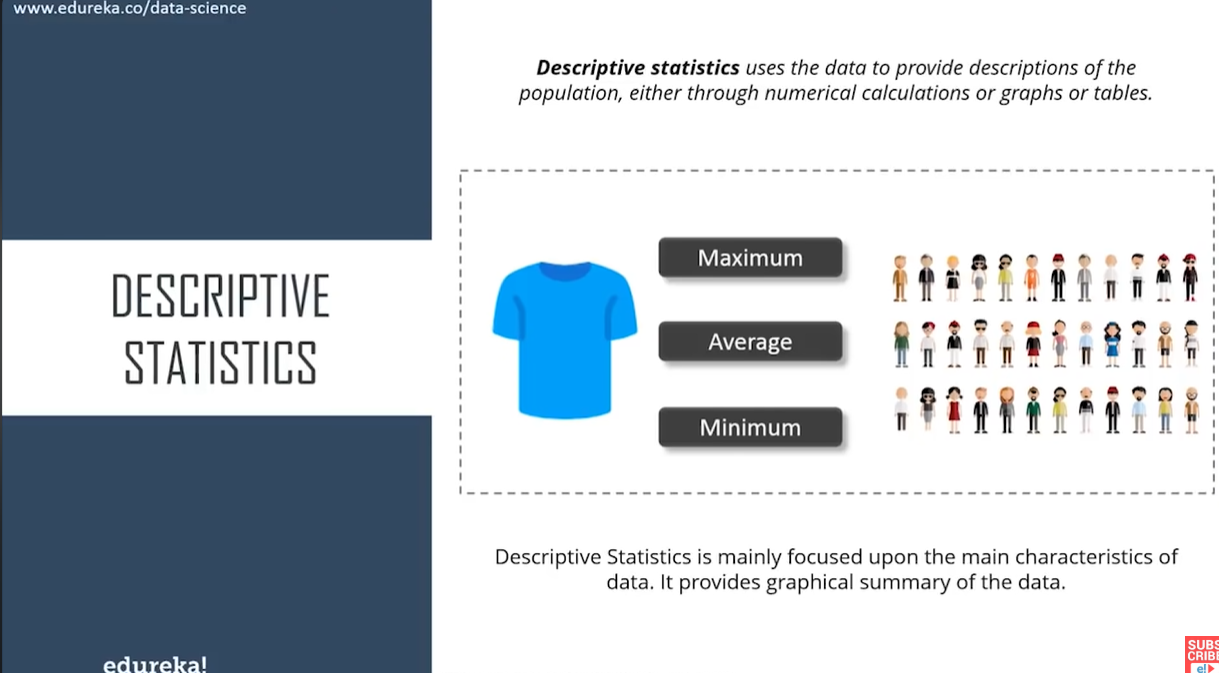 www.edureka.co/data-science
DESCRIPTIVE
STATISTICS
edureka!
Descriptive statistics uses the data to provide descriptions of the
population, either through numerical calculations or graphs or tables.
Maximum
Average
Minimum
Descriptive Statistics is mainly focused upon the main characteristics of
data. It provides graphical summary of the data.
SUBS
CRIBE
e!